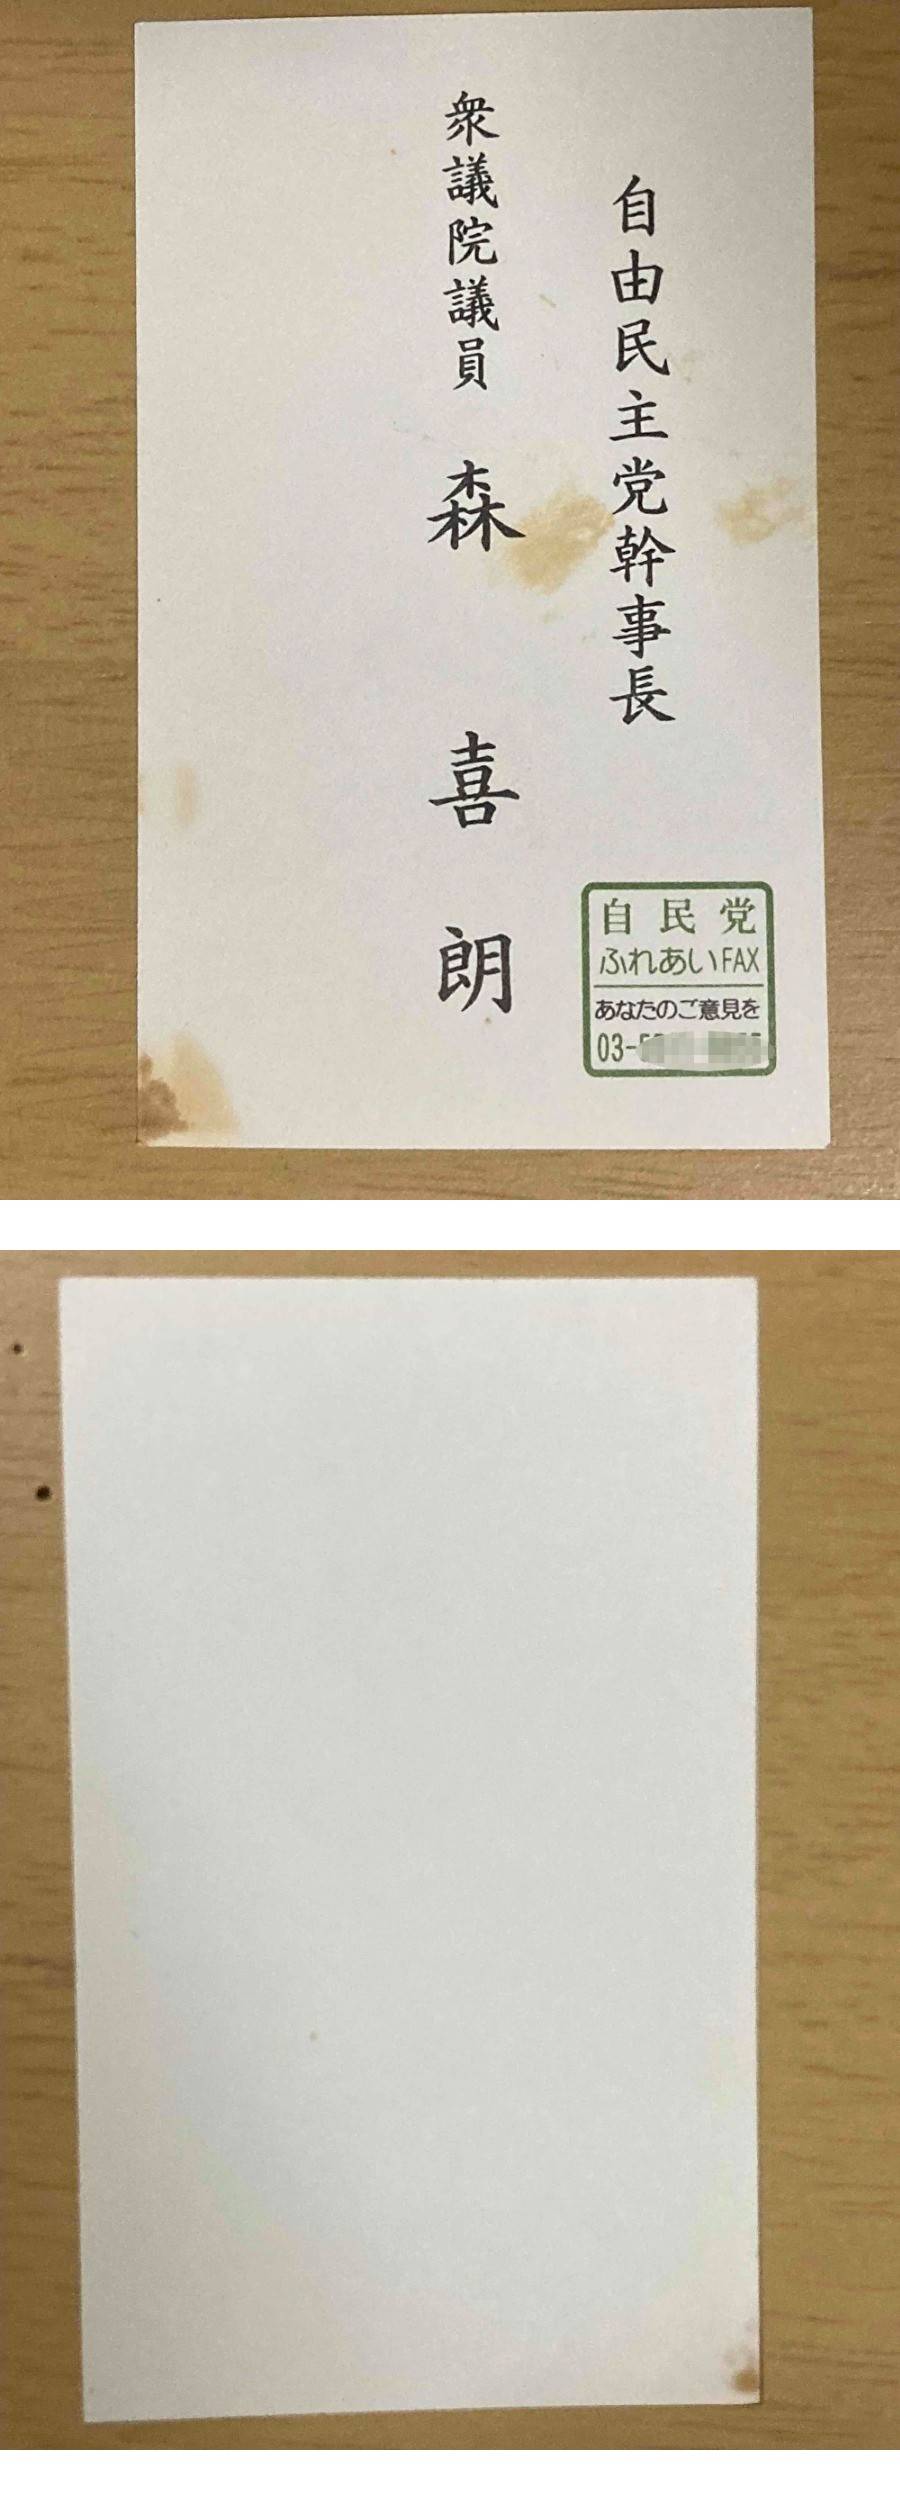 自由民主党幹事長
衆議院議員 森 喜 朗
自 民 党
ふれあいFAX
あなたのご意見を
03-